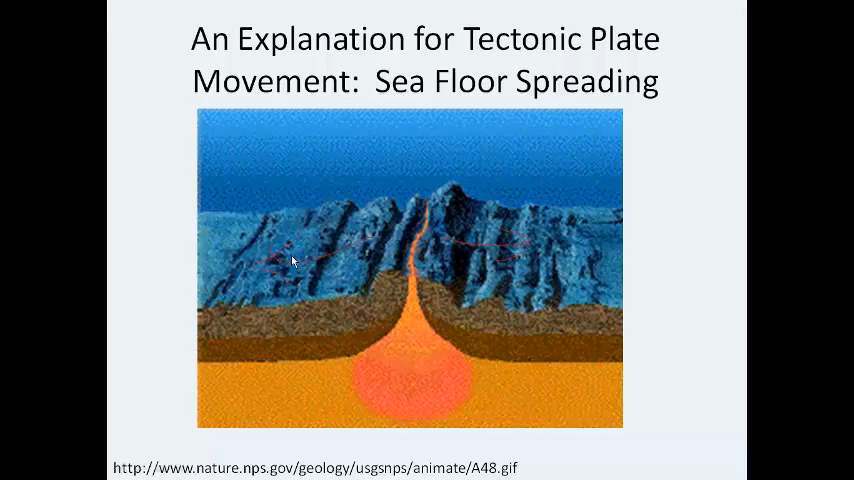 An Explanation for Tectonic Plate
Movement: Sea Floor Spreading
http://www.nature.nps.gov/geology/usgsnps/animate/A48.gif